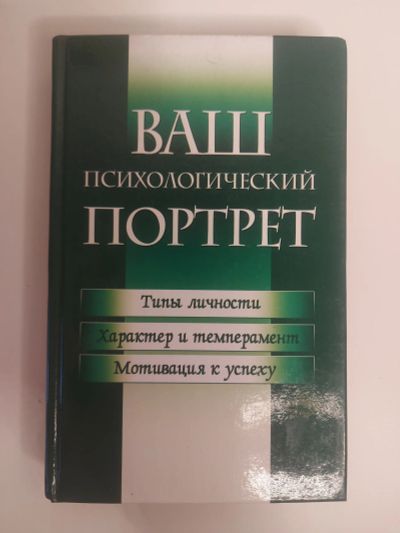 ВАШ
ПСИХОЛОГИЧЕСКИЙ
ПОРТРЕТ
Типы личности
Характер и темперамент
Мотивация к успеху